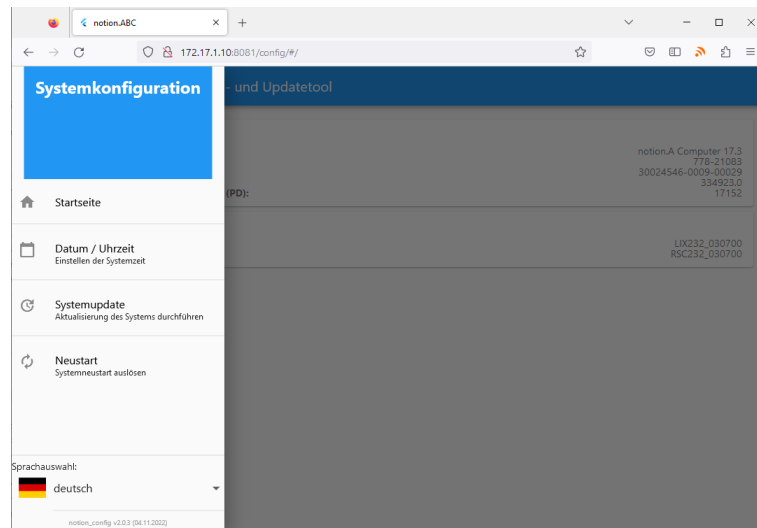 notion.ABC
172.17.1.10:8081/config/#/
Systemkonfiguration
- und Updatetool
notion.A Computer 17.3
778-21083
30024546-0009-00029
334923.0
(PD):
17152
LIX232_030700
RSC232_030700
Startseite
Datum / Uhrzeit
Einstellen der Systemzeit
Systemupdate
Aktualisierung des Systems durchführen
Neustart
Systemneustart auslösen
Sprachauswahl:
deutsch
notion_config v2.0.3 (04.11.2022)